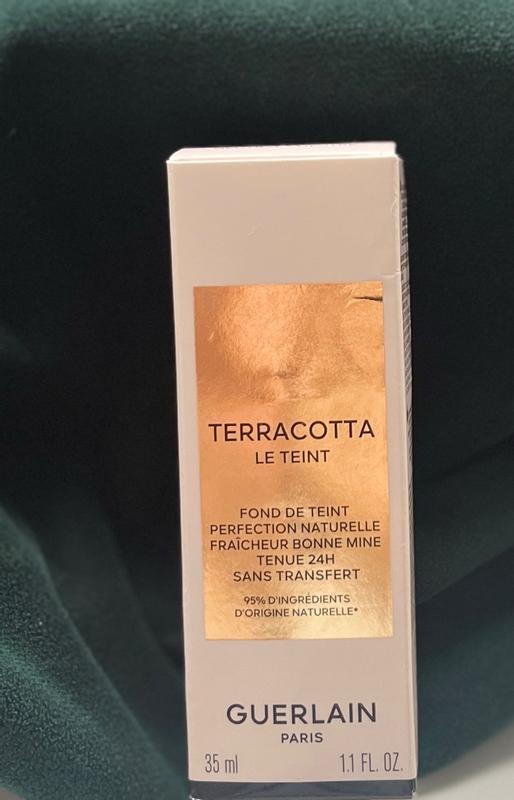 TERRACOTTA
LE TEINT
FOND DE TEINT
PERFECTION NATURELLE
FRAÎCHEUR BONNE MINE
TENUE 24H
SANS TRANSFERT
95% D'INGRÉDIENTS
D'ORIGINE NATURELLE*
GUERLAIN
PARIS
35 ml 1.1 FL. OZ.